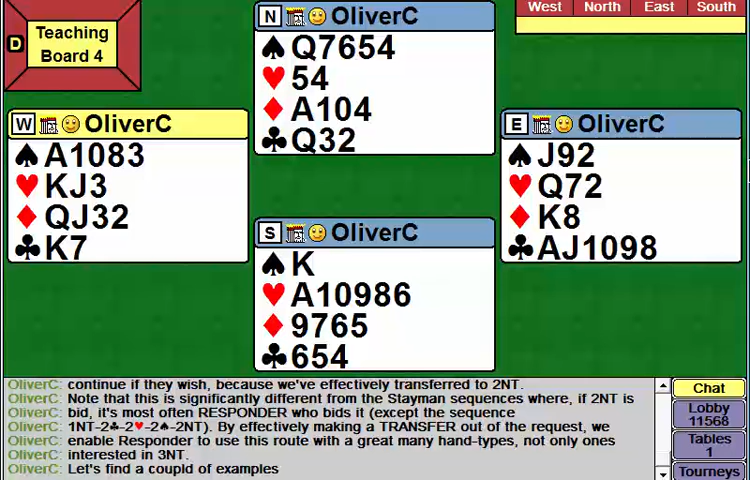 West North East South
D
Teaching
Board 4
N OliverC
♠Q7654
♥54
♦A104
♣Q32
W OliverC
♠A1083
♥KJ3
♦QJ32
♣K7
E OliverC
♠J92
♥Q72
♦K8
♣AJ1098
S OliverC
♠K
♥A10986
♦9765
♣654
OliverC: continue if they wish, because we've effectively transferred to 2NT.
OliverC: Note that this is significantly different from the Stayman sequences where, if 2NT is
OliverC: bid, it's most often RESPONDER who bids it (except the sequence
OliverC: 1NT-2♣-2♥-2♠-2NT). By effectively making a TRANSFER out of the request, we
OliverC: enable Responder to use this route with a great many hand-types, not only ones
OliverC: interested in 3NT.
OliverC: Let's find a coupld of examples
Chat
Lobby
11568
Tables
1
Tourneys